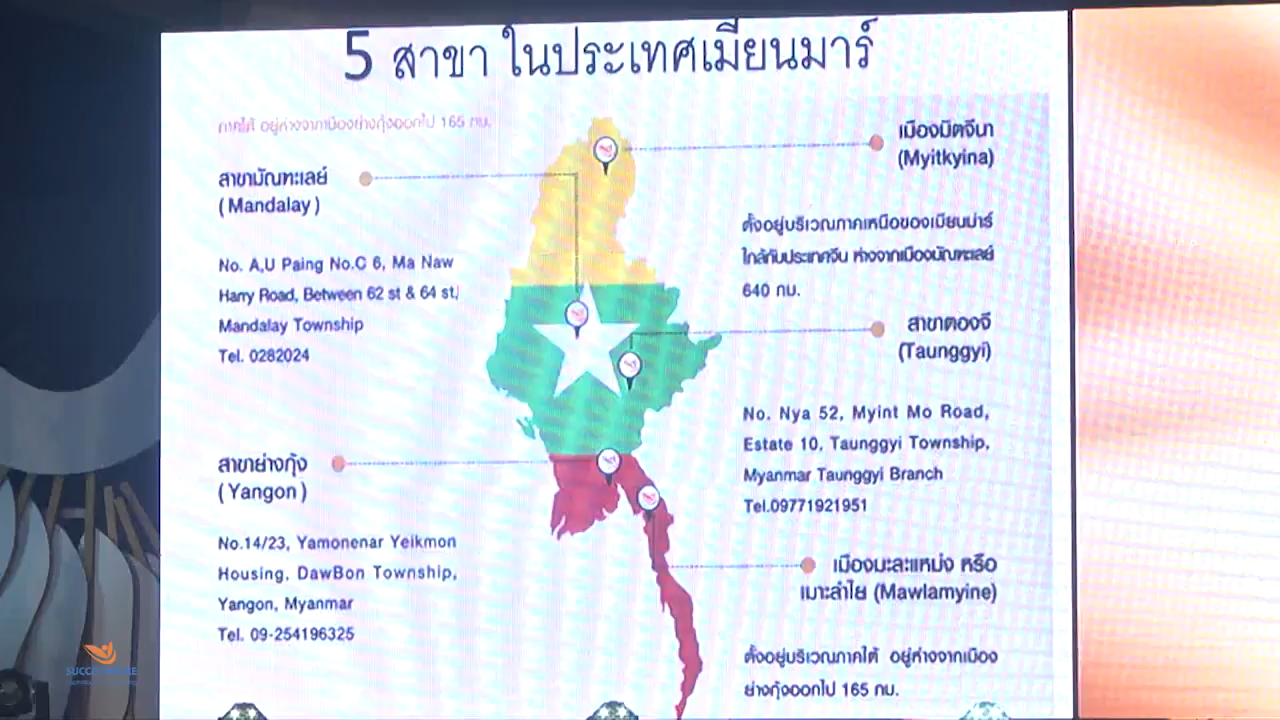 5 สาขา ในประเทศเมียนมาร์
ภาคใต้ อยู่ห่างจากเมืองย่างกุ้งออกไป 165 กม.
สาขามัณฑะเลย์
(Mandalay)
No. A,U Paing No.C 6, Ma Naw
Harry Road, Between 62 st & 64 st,
Mandalay Township
Tel. 0282024
สาขาย่างกุ้ง
(Yangon)
No.14/23, Yamonenar Yeikmon
Housing, DawBon Township,
Yangon, Myanmar
Tel. 09-254196325
เมืองมิตจีนา
(Myitkyina)
ตั้งอยู่บริเวณภาคเหนือของเมียนม่าร์
ใกล้กับประเทศจีน ห่างจากเมืองมัณฑะเลย์
640 กม.
สาขาตองจี
(Taunggyi)
No. Nya 52, Myint Mo Road,
Estate 10, Taunggyi Township,
Myanmar Taunggyi Branch
Tel.09771921951
เมืองมะละแหม่ง หรือ
เมาะลำไย (Mawlamyine)
ตั้งอยู่บริเวณภาคใต้ อยู่ห่างจากเมือง
ย่างกุ้งออกไป 165 กม.